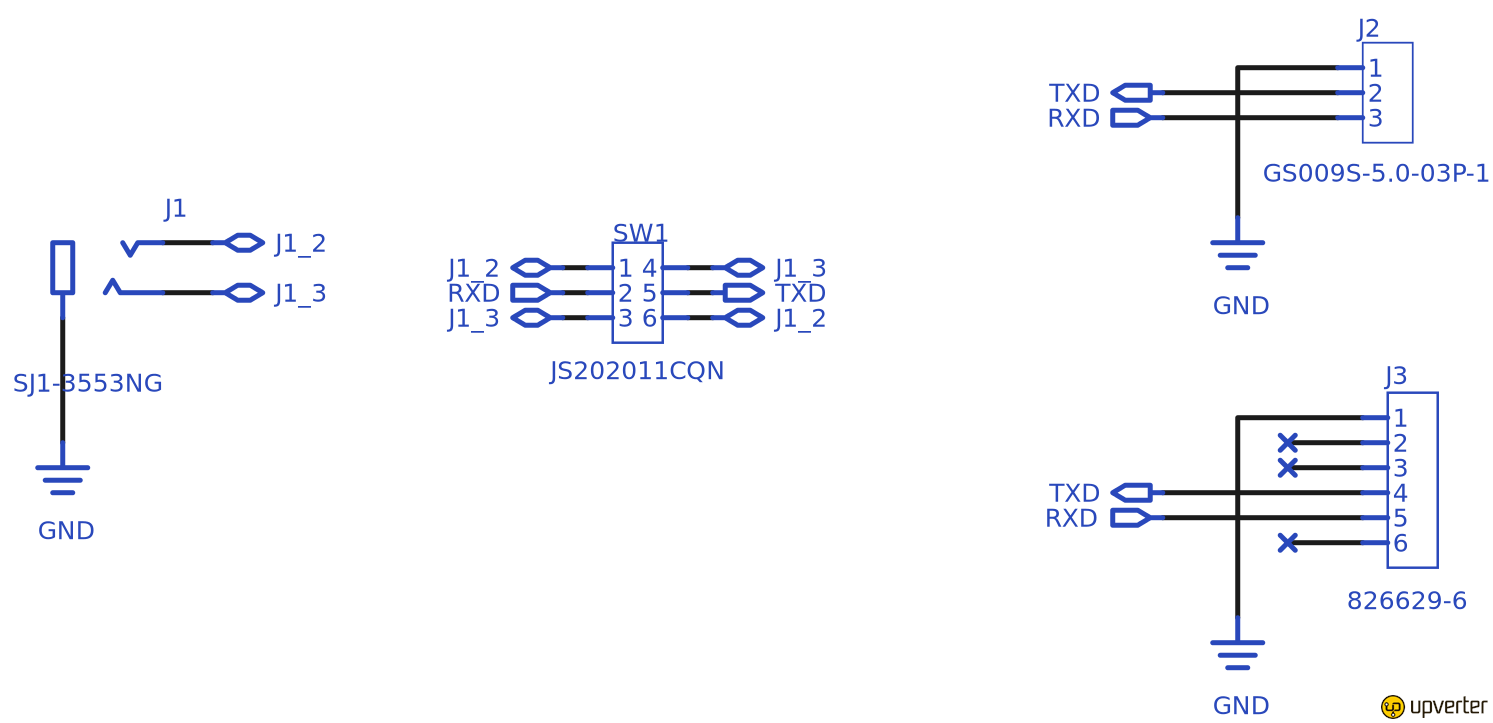 J1
J1_2
J1_3
SJ1-3553NG
GND
SW1
J1_2 1 4 J1_3
RXD 2 5 TXD
J1_3 3 6 J1_2
JS202011CQN
J2
1
TXD 2
RXD 3
GS009S-5.0-03P-1
GND
J3
1
2
3
TXD 4
RXD 5
6
826629-6
GND
upverter